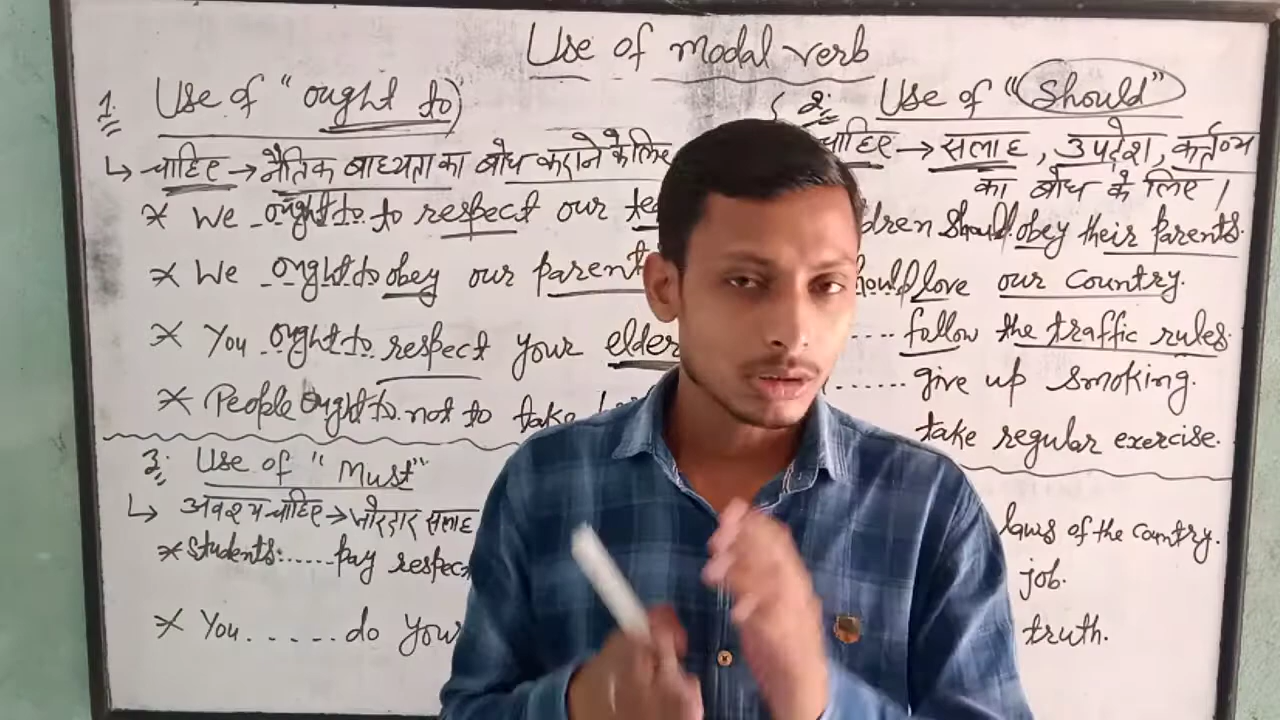 Use of modal verb
1. Use of "ought to)
↳ चाहिए → नैतिक बाध्यता का बोध कराने के लिए
* We ought to to respect our
* We ought to obey our parent
* You ought to respect your elder
* People ought to not to take
2. Use of "Should"
चाहिए → सलाह, उपदेश, कर्तव्य
का बोध के लिए।
should obey their parents.
should love our country.
..... follow the traffic rules.
...... give up smoking.
take regular exercise.
3. Use of "Must"
↳ अवश्य चाहिए → जोरदार सलाह
* Students ...... pay respect
* You ...... do your
laws of the country.
job.
truth.